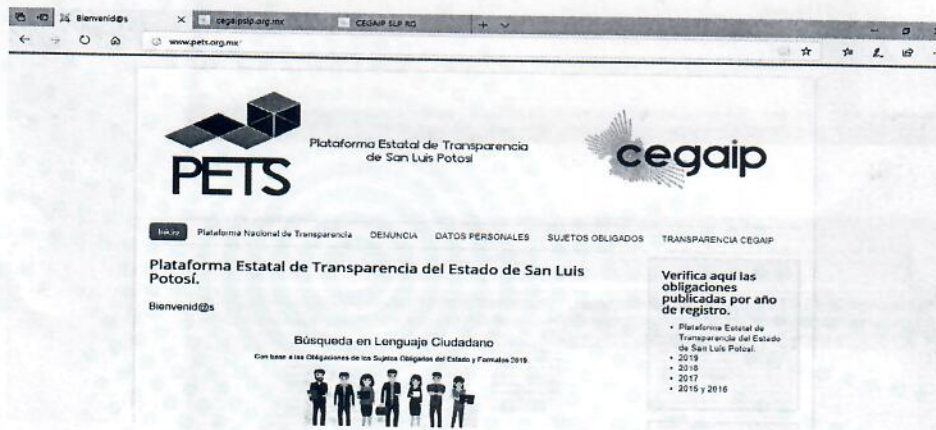 Bienvenid@s
cegaipslp.org.mx
CEGAIP SLP RG
www.pets.org.mx
PETS
Plataforma Estatal de Transparencia
de San Luis Potosí
cegaip
Inicio Plataforma Nacional de Transparencia DENUNCIA DATOS PERSONALES SUJETOS OBLIGADOS TRANSPARENCIA CEGAIP
Plataforma Estatal de Transparencia del Estado de San Luis
Potosí.
Bienvenid@s
Búsqueda en Lenguaje Ciudadano
Con base a las Obligaciones de los Sujetos Obligados del Estado y Formatos 2019.
Verifica aquí las
obligaciones
publicadas por año
de registro.
Plataforma Estatal de
Transparencia del Estado
de San Luis Potosí.
2019
2018
2017
2015 y 2016